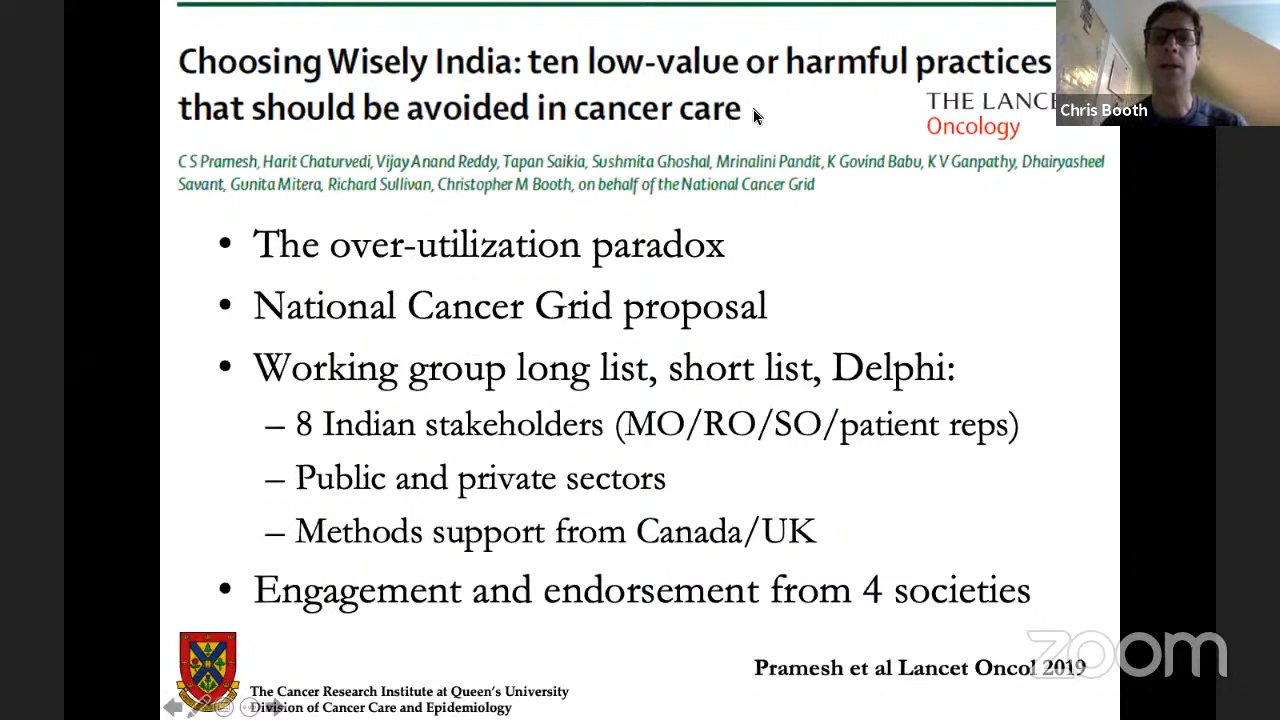 Choosing Wisely India: ten low-value or harmful practices
that should be avoided in cancer care
THE LANCE
Oncology
Chris Booth
C S Pramesh, Harit Chaturvedi, Vijay Anand Reddy, Tapan Saikia, Sushmita Ghoshal, Mrinalini Pandit, K Govind Babu, K V Ganpathy, Dhairyasheel
Savant, Gunita Mitera, Richard Sullivan, Christopher M Booth, on behalf of the National Cancer Grid
• The over-utilization paradox
• National Cancer Grid proposal
• Working group long list, short list, Delphi:
– 8 Indian stakeholders (MO/RO/SO/patient reps)
– Public and private sectors
– Methods support from Canada/UK
• Engagement and endorsement from 4 societies
Pramesh et al Lancet Oncol 2019
zoom
The Cancer Research Institute at Queen's University
Division of Cancer Care and Epidemiology